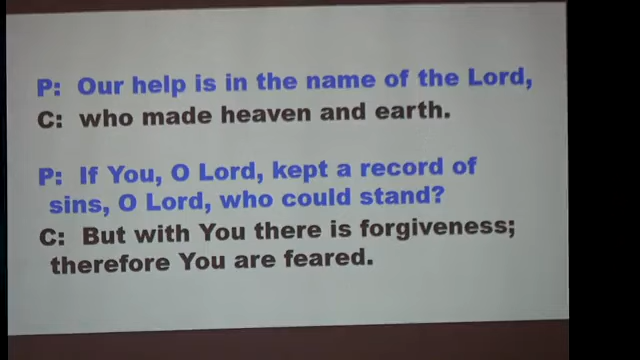 P: Our help is in the name of the Lord,
C: who made heaven and earth.
P: If You, O Lord, kept a record of
sins, O Lord, who could stand?
C: But with You there is forgiveness;
therefore You are feared.